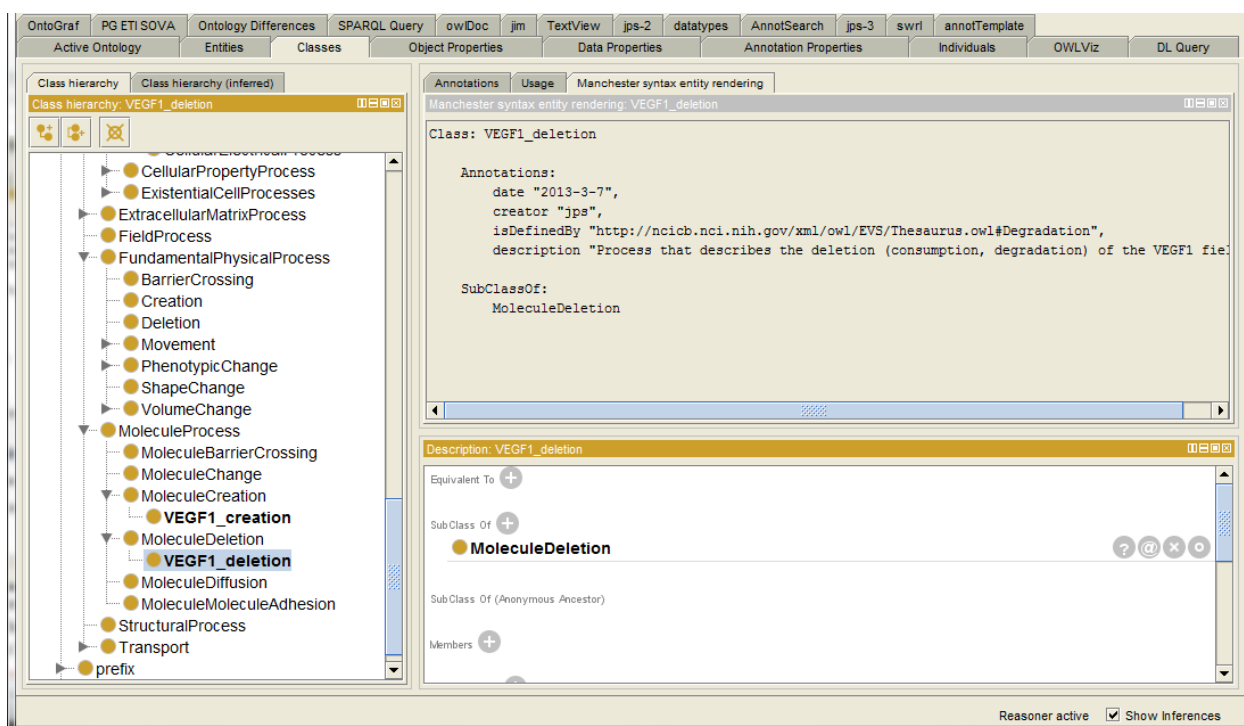 OntoGraf PG ETI SOVA Ontology Differences SPARQL Query owlDoc jim TextView jps-2 datatypes AnnotSearch jps-3 swrl annotTemplate
Active Ontology Entities Classes Object Properties Data Properties Annotation Properties Individuals OWLViz DL Query
Class hierarchy Class hierarchy (inferred)
Class hierarchy: VEGF1_deletion
CellularPropertyProcess
ExistentialCellProcesses
ExtracellularMatrixProcess
FieldProcess
FundamentalPhysicalProcess
BarrierCrossing
Creation
Deletion
Movement
PhenotypicChange
ShapeChange
VolumeChange
MoleculeProcess
MoleculeBarrierCrossing
MoleculeChange
MoleculeCreation
VEGF1_creation
MoleculeDeletion
VEGF1_deletion
MoleculeDiffusion
MoleculeMoleculeAdhesion
StructuralProcess
Transport
prefix
Annotations Usage Manchester syntax entity rendering
Manchester syntax entity rendering: VEGF1_deletion
Class: VEGF1_deletion
Annotations:
date "2013-3-7",
creator "jps",
isDefinedBy "http://ncicb.nci.nih.gov/xml/owl/EVS/Thesaurus.owl#Degradation",
description "Process that describes the deletion (consumption, degradation) of the VEGF1 fie
SubClassOf:
MoleculeDeletion
Description: VEGF1_deletion
Equivalent To
SubClass Of
MoleculeDeletion
SubClass Of (Anonymous Ancestor)
Members
Reasoner active Show Inferences